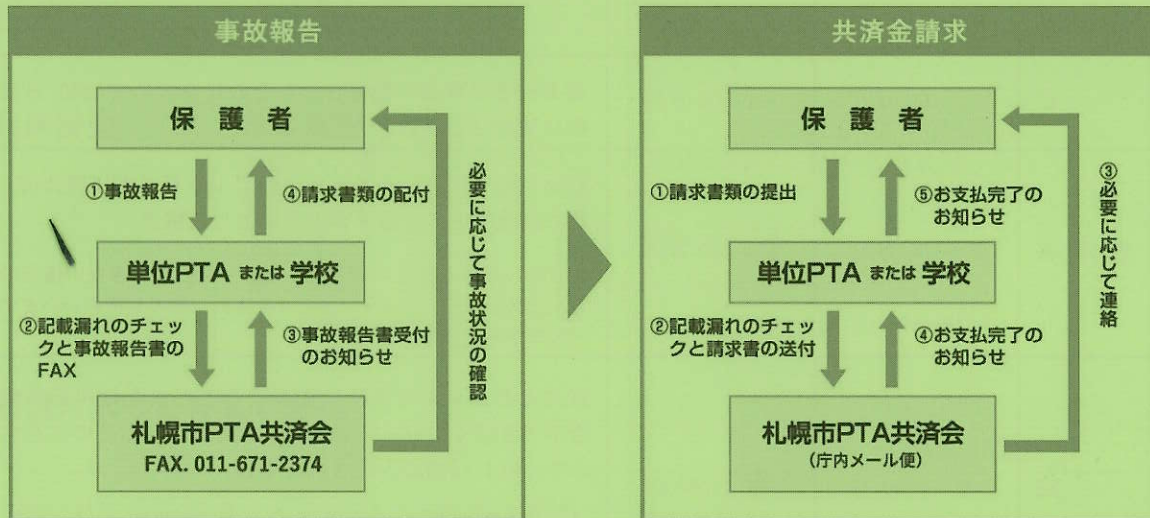 事故報告
保護者
①事故報告
④請求書類の配付
必要に応じて事故状況の確認
単位PTA または 学校
②記載漏れのチェッ
クと事故報告書の
FAX
③事故報告書受付
のお知らせ
札幌市PTA共済会
FAX. 011-671-2374
共済金請求
保護者
①請求書類の提出
⑤お支払完了の
お知らせ
③必要に応じて連絡
単位PTA または 学校
②記載漏れのチェッ
クと請求書の送付
④お支払完了の
お知らせ
札幌市PTA共済会
(庁内メール便)